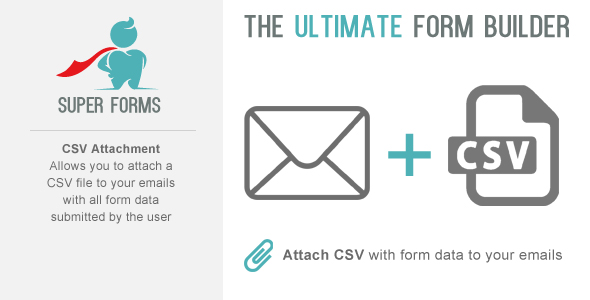 SUPER FORMS
CSV Attachment
Allows you to attach a
CSV file to your emails
with all form data
submitted by the user
THE ULTIMATE FORM BUILDER
CSV
Attach CSV with form data to your emails